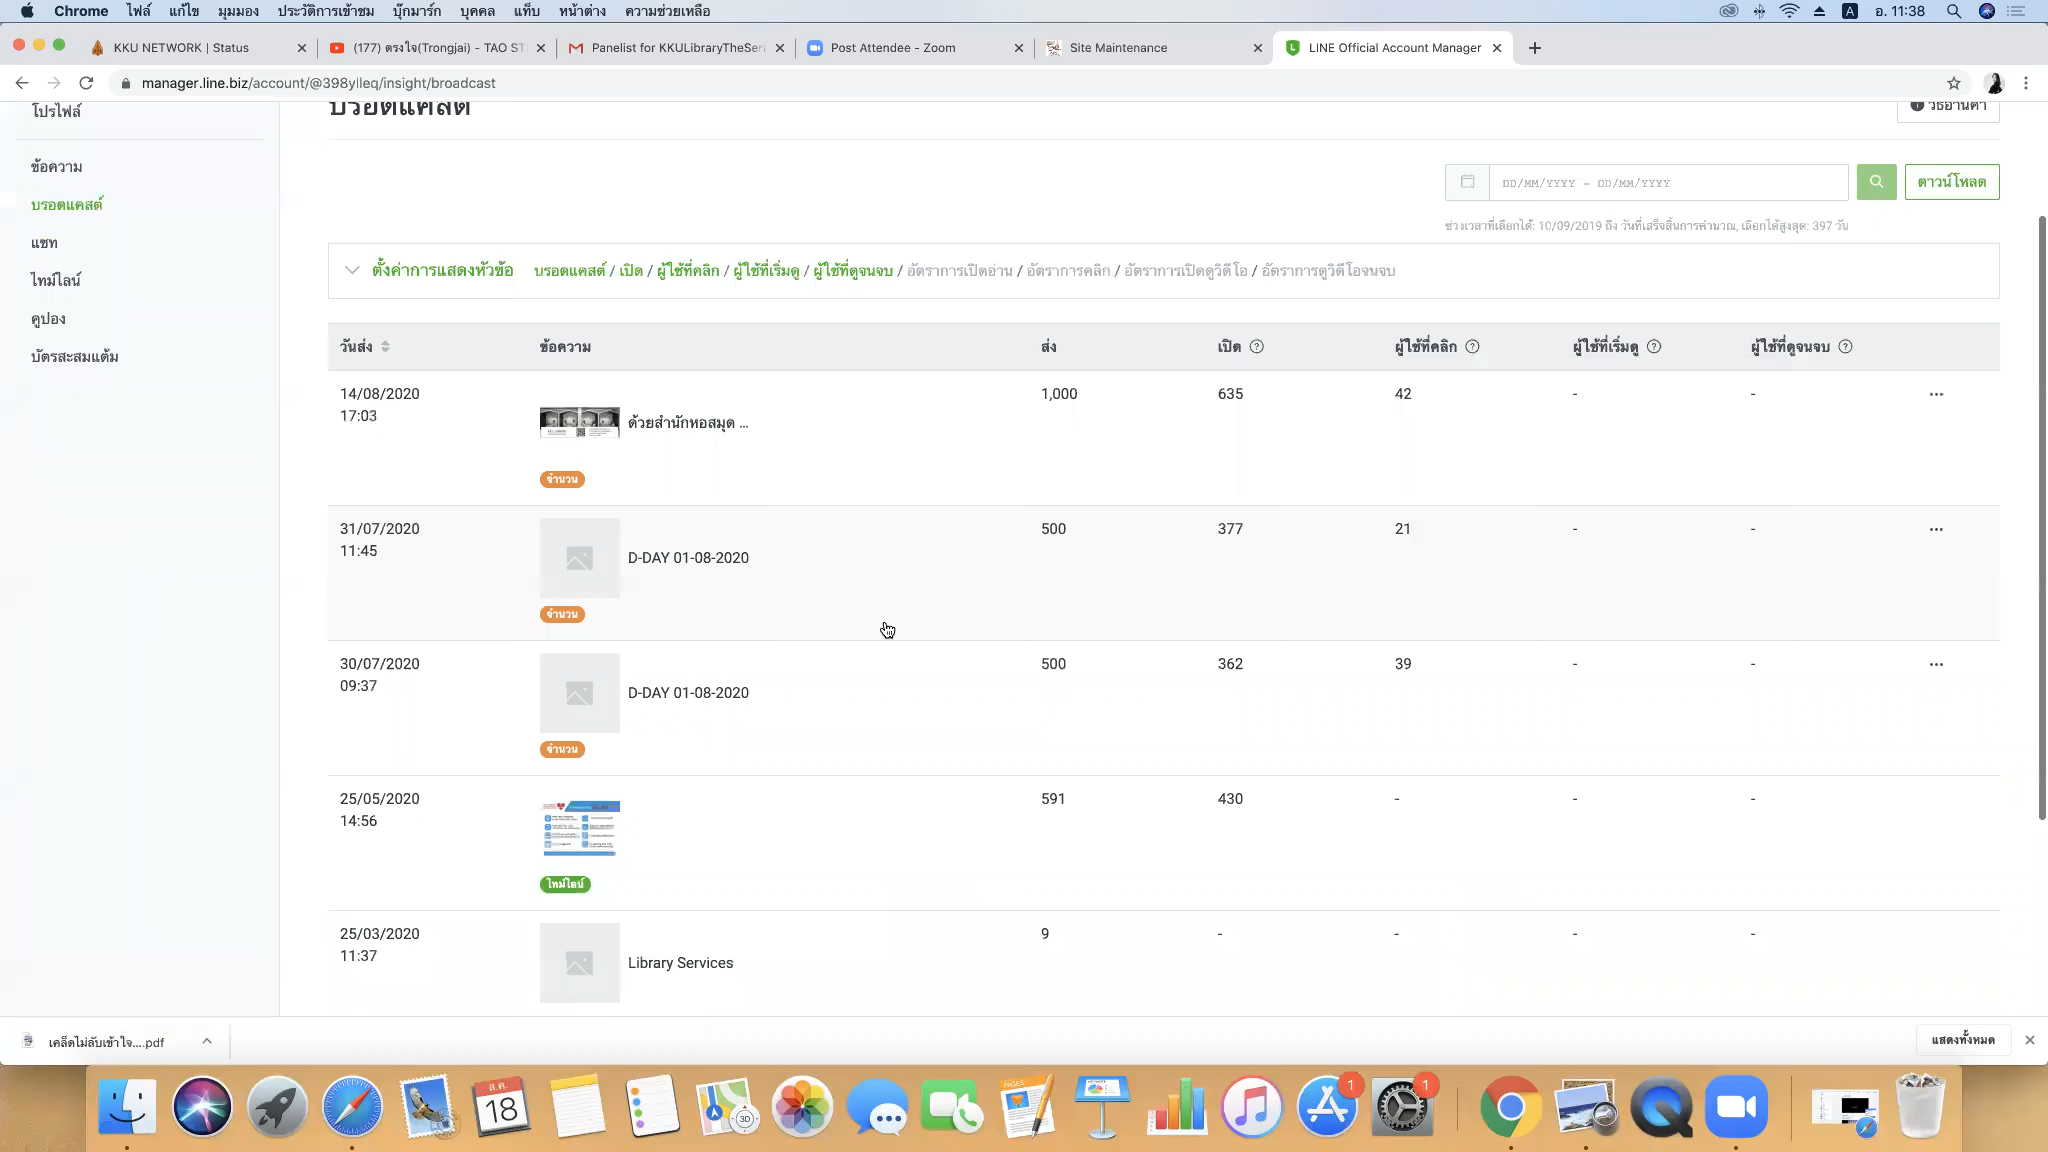 Chrome ไฟล์ แก้ไข มุมมอง ประวัติการเข้าชม บุ๊กมาร์ก บุคคล แท็บ หน้าต่าง ความช่วยเหลือ A อ. 11:38
KKU NETWORK | Status (177) ตรงใจ(Trongjai) - TAO ST Panelist for KKULibraryTheSer Post Attendee - Zoom Site Maintenance LINE Official Account Manager
manager.line.biz/account/@398ylleq/insight/broadcast
โปรไฟล์
ข้อความ
บรอดแคสต์
แชท
ไทม์ไลน์
คูปอง
บัตรสะสมแต้ม
บรอดแคสต์
วิธีอ่านค่า
DD/MM/YYYY – DD/MM/YYYY ดาวน์โหลด
ช่วงเวลาที่เลือกได้: 10/09/2019 ถึง วันที่เสร็จสิ้นการคำนวณ, เลือกได้สูงสุด: 397 วัน
ตั้งค่าการแสดงหัวข้อ บรอดแคสต์ / เปิด / ผู้ใช้ที่คลิก / ผู้ใช้ที่เริ่มดู / ผู้ใช้ที่ดูจนจบ / อัตราการเปิดอ่าน / อัตราการคลิก / อัตราการเปิดดูวิดีโอ / อัตราการดูวิดีโอจนจบ
วันส่ง ข้อความ ส่ง เปิด ผู้ใช้ที่คลิก ผู้ใช้ที่เริ่มดู ผู้ใช้ที่ดูจนจบ
14/08/2020 1,000 635 42 - - ...
17:03
ด้วยสำนักหอสมุด ...
จำนวน
31/07/2020 500 377 21 - - ...
11:45
D-DAY 01-08-2020
จำนวน
30/07/2020 500 362 39 - - ...
09:37
D-DAY 01-08-2020
จำนวน
25/05/2020 591 430 - - -
14:56
ไทม์ไลน์
25/03/2020 9 - - - -
11:37
Library Services
เคล็ดไม่ลับเข้าใจ....pdf แสดงทั้งหมด
ส.ค.
18
3D
PAGES
KEYNOTE
1
1